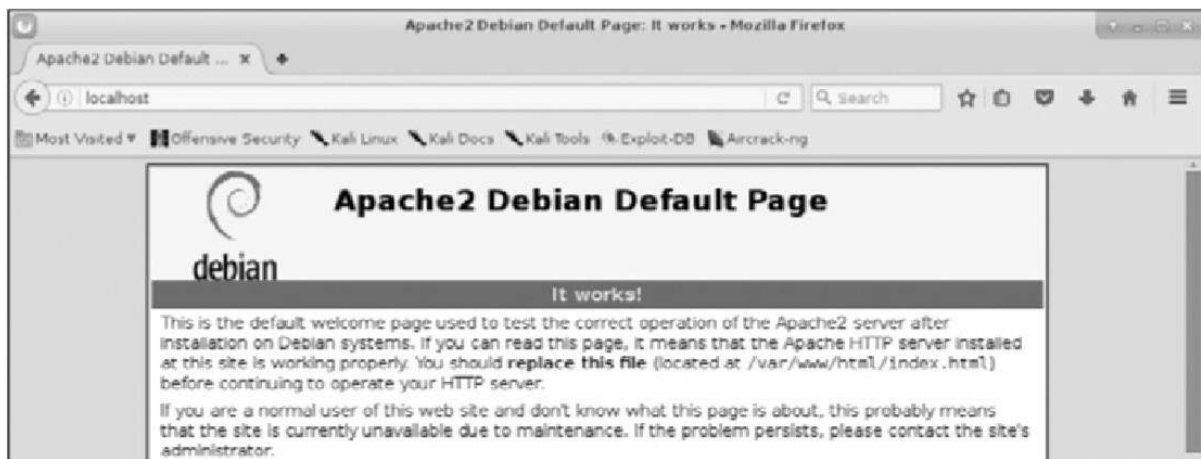 Apache2 Debian Default Page: It works - Mozilla Firefox
Apache2 Debian Default ...
localhost
Search
Most Visited
Offensive Security
Kali Linux
Kali Docs
Kali Tools
Exploit-DB
Aircrack-ng
debian
Apache2 Debian Default Page
It works!
This is the default welcome page used to test the correct operation of the Apache2 server after
installation on Debian systems. If you can read this page, it means that the Apache HTTP server installed
at this site is working properly. You should replace this file (located at /var/www/html/index.html)
before continuing to operate your HTTP server.
If you are a normal user of this web site and don't know what this page is about, this probably means
that the site is currently unavailable due to maintenance. If the problem persists, please contact the site's
administrator.